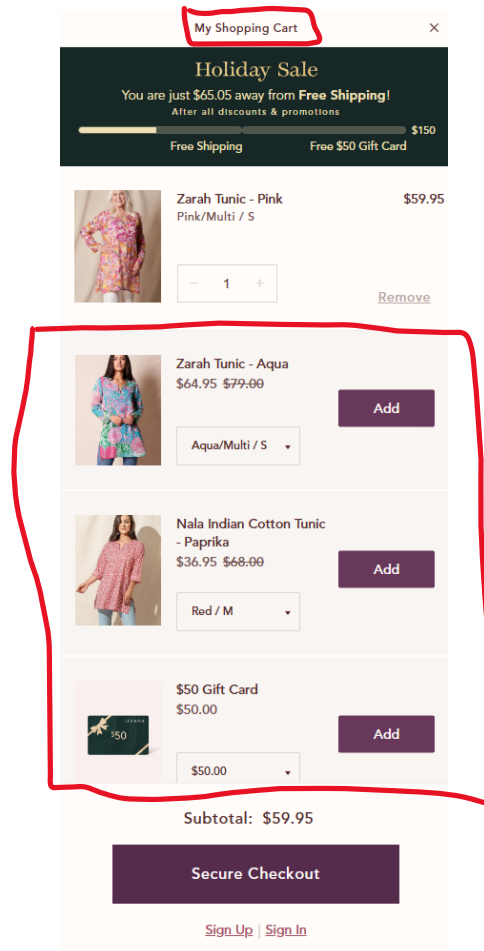 My Shopping Cart ×
Holiday Sale
You are just $65.05 away from Free Shipping!
After all discounts & promotions
$150
Free Shipping Free $50 Gift Card
Zarah Tunic - Pink $59.95
Pink/Multi / S
− 1 +
Remove
Zarah Tunic - Aqua
$64.95 $79.00
Add
Aqua/Multi / S
Nala Indian Cotton Tunic
- Paprika
$36.95 $68.00
Add
Red / M
$50 Gift Card
$50.00
$50
Add
$50.00
Subtotal: $59.95
Secure Checkout
Sign Up | Sign In